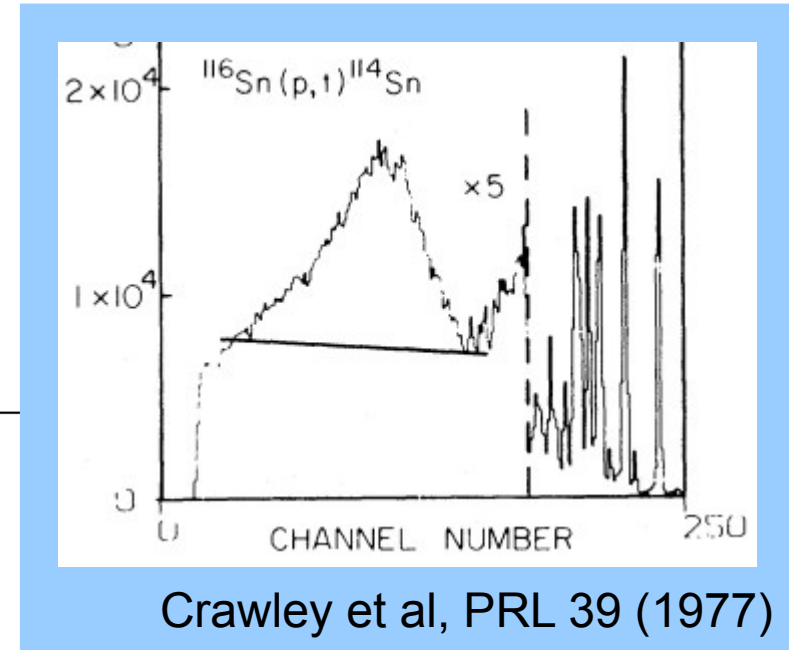 2×10⁴
¹¹⁶Sn(p,t)¹¹⁴Sn
×5
1×10⁴
0
0
250
CHANNEL NUMBER
Crawley et al, PRL 39 (1977)